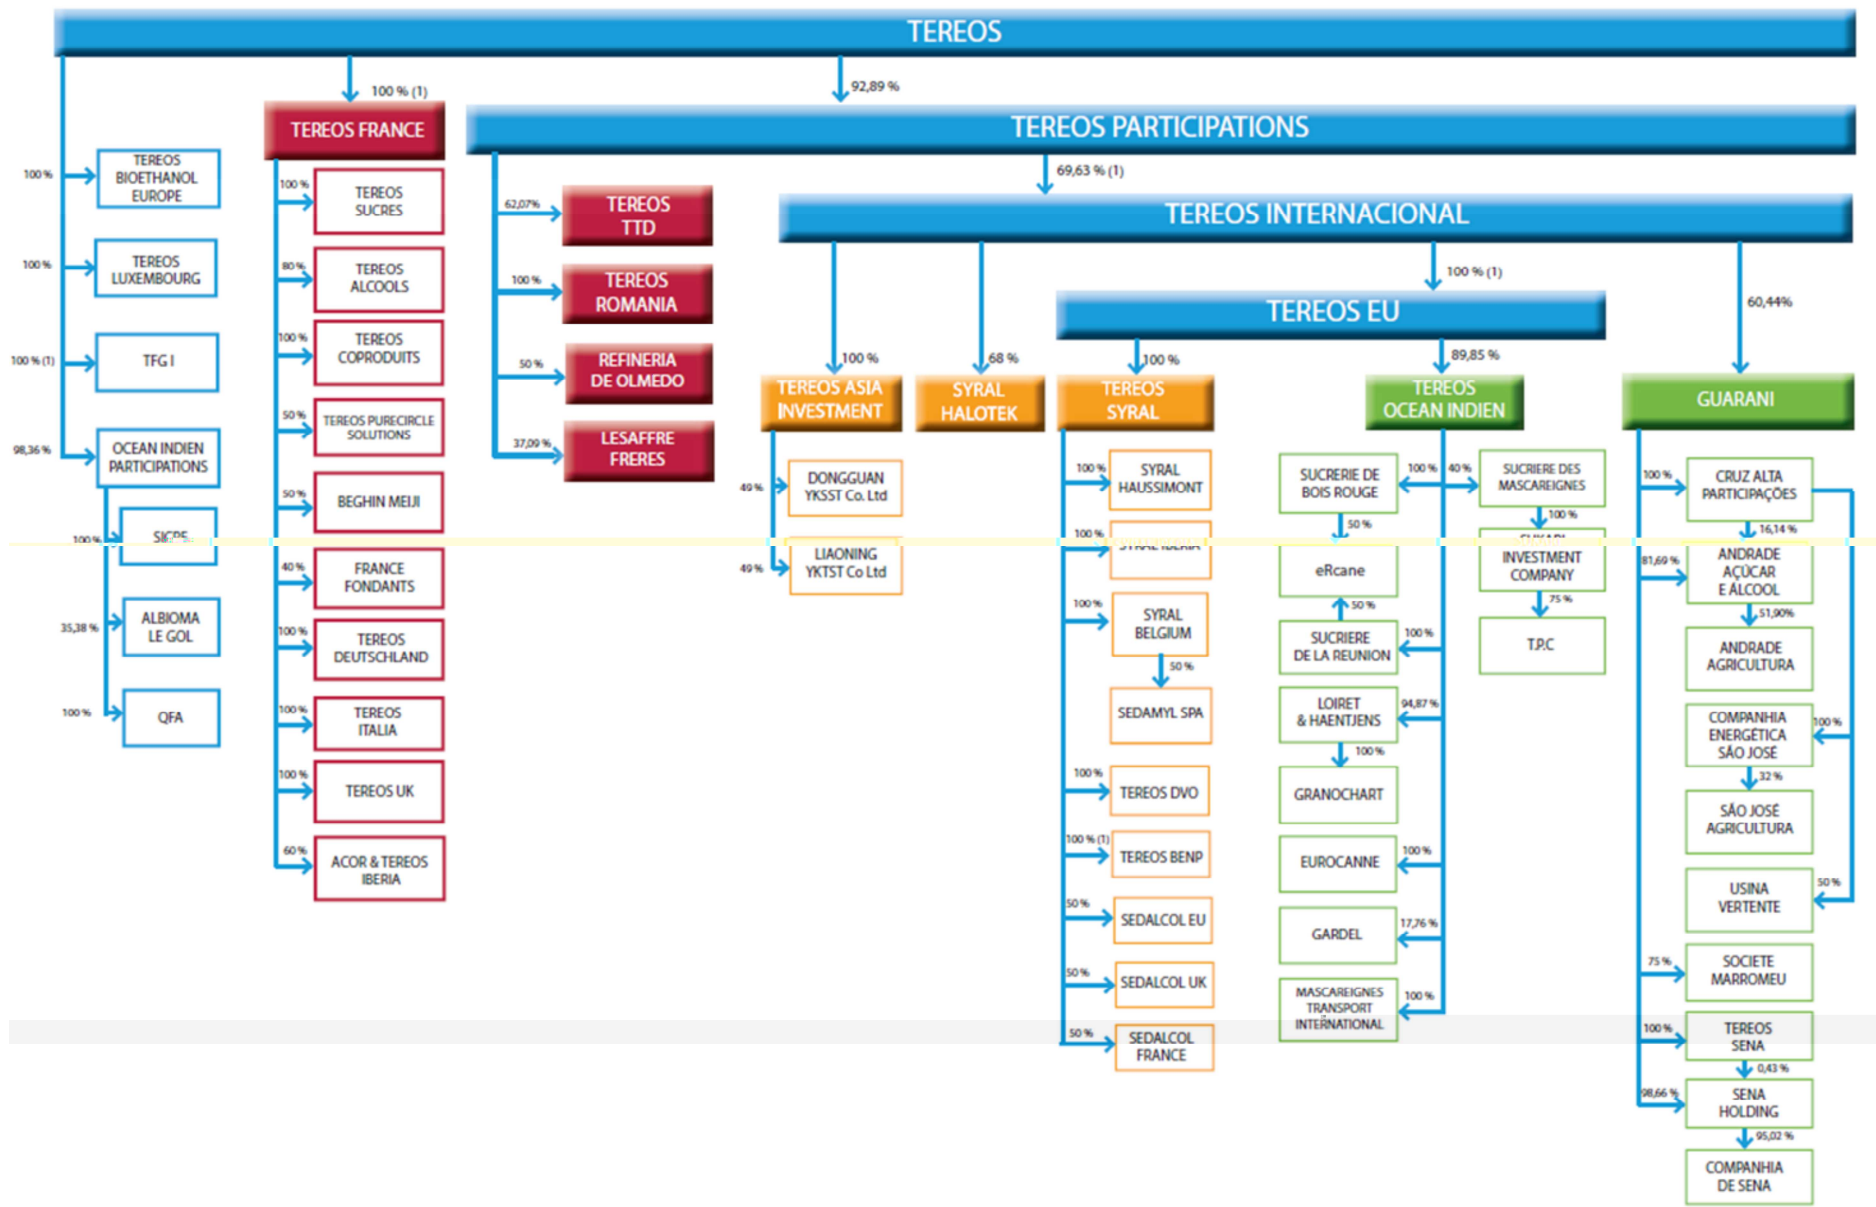 TEREOS
100 % (1)
92,89 %
TEREOS FRANCE
TEREOS PARTICIPATIONS
69,63 % (1)
TEREOS INTERNACIONAL
100 % (1)
60,44%
TEREOS EU
100 %
TEREOS
BIOETHANOL
EUROPE
100 %
TEREOS
LUXEMBOURG
100 % (1)
TFG I
98,36 %
OCEAN INDIEN
PARTICIPATIONS
100 %
35,38 %
ALBIOMA
LE GOL
100 %
QFA
100 %
TEREOS
SUCRES
80 %
TEREOS
ALCOOLS
100 %
TEREOS
COPRODUITS
50 %
TEREOS PURECIRCLE
SOLUTIONS
50 %
BEGHIN MEIJI
40 %
FRANCE
FONDANTS
100 %
TEREOS
DEUTSCHLAND
100 %
TEREOS
ITALIA
100 %
TEREOS UK
60 %
ACOR & TEREOS
IBERIA
62,07%
TEREOS
TTD
100 %
TEREOS
ROMANIA
50 %
REFINERIA
DE OLMEDO
37,09 %
LESAFFRE
FRERES
100 %
TEREOS ASIA
INVESTMENT
49 %
DONGGUAN
YKSST Co. Ltd
49 %
LIAONING
YKTST Co Ltd
68 %
SYRAL
HALOTEK
100 %
TEREOS
SYRAL
100 %
SYRAL
HAUSSIMONT
100 %
100 %
SYRAL
BELGIUM
50 %
SEDAMYL SPA
100 %
TEREOS DVO
100 % (1)
TEREOS BENP
50 %
SEDALCOL EU
50 %
SEDALCOL UK
50 %
SEDALCOL
FRANCE
89,85 %
TEREOS
OCEAN INDIEN
SUCRERIE DE
BOIS ROUGE
100 %
50 %
eRcane
50 %
SUCRIERE
DE LA REUNION
100 %
LOIRET
& HAENTJENS
94,87 %
100 %
GRANOCHART
EUROCANNE
100 %
GARDEL
17,76 %
MASCAREIGNES
TRANSPORT
INTERNATIONAL
100 %
40 %
SUCRIERE DES
MASCAREIGNES
100 %
INVESTMENT
COMPANY
75 %
T.P.C
GUARANI
100 %
CRUZ ALTA
PARTICIPAÇÕES
16,14 %
81,69 %
ANDRADE
AÇÚCAR
E ÁLCOOL
51,90%
ANDRADE
AGRICULTURA
COMPANHIA
ENERGÉTICA
SÃO JOSÉ
100 %
32 %
SÃO JOSÉ
AGRICULTURA
USINA
VERTENTE
50 %
75 %
SOCIETE
MARROMEU
100 %
TEREOS
SENA
0,43 %
98,66 %
SENA
HOLDING
95,02 %
COMPANHIA
DE SENA